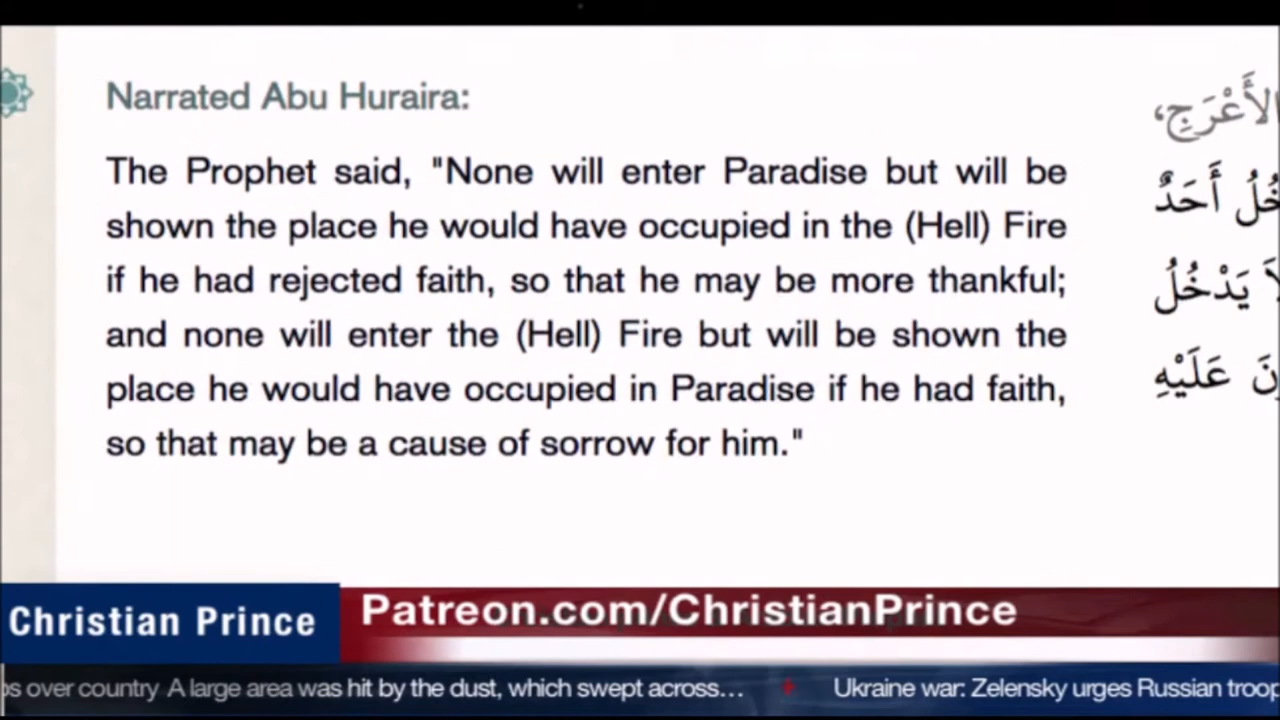 Narrated Abu Huraira:
The Prophet said, "None will enter Paradise but will be
shown the place he would have occupied in the (Hell) Fire
if he had rejected faith, so that he may be more thankful;
and none will enter the (Hell) Fire but will be shown the
place he would have occupied in Paradise if he had faith,
so that may be a cause of sorrow for him."
الأَعْرَجِ،
أَحَدٌ
يَدْخُلُ
عَلَيْهِ
Christian Prince
Patreon.com/ChristianPrince
over country A large area was hit by the dust, which swept across... Ukraine war: Zelensky urges Russian